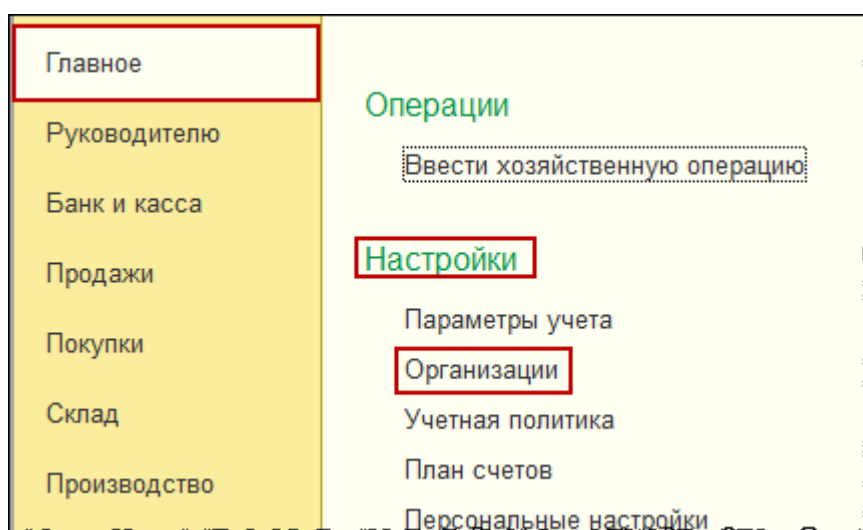 Главное
Руководителю
Банк и касса
Продажи
Покупки
Склад
Производство
Операции
Ввести хозяйственную операцию
Настройки
Параметры учета
Организации
Учетная политика
План счетов
Персональные настройки